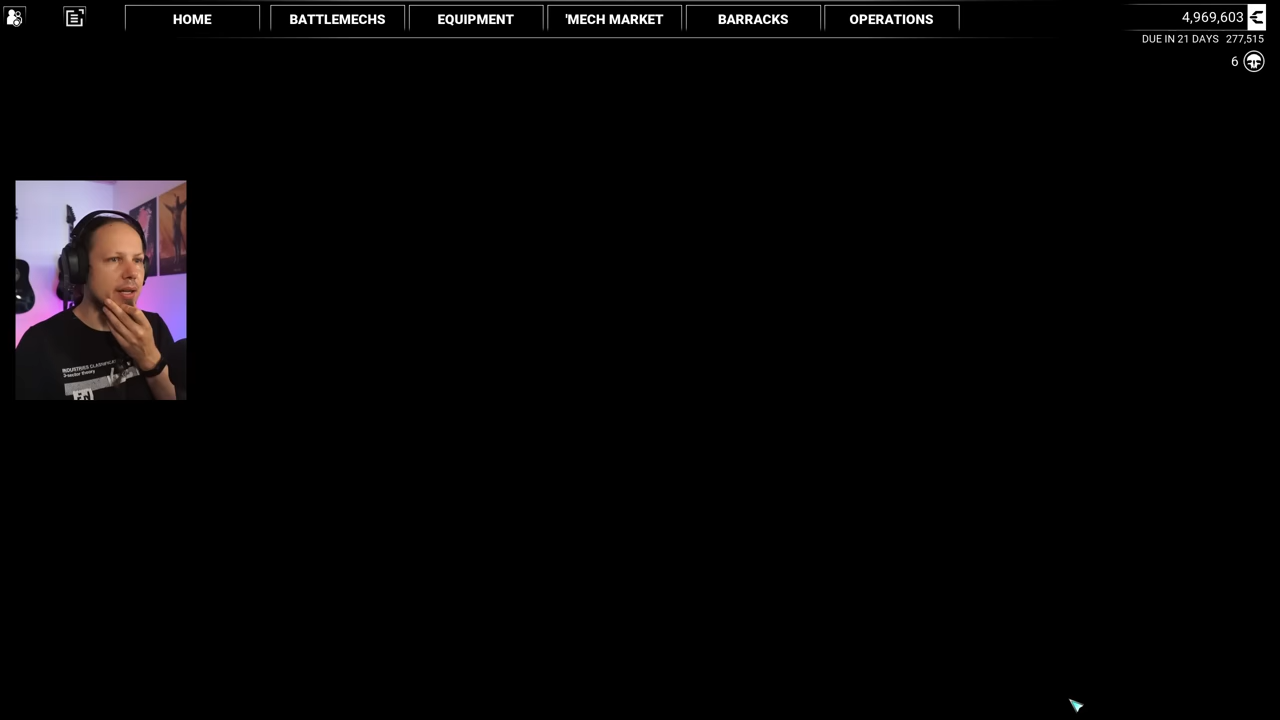 HOME
BATTLEMECHS
EQUIPMENT
'MECH MARKET
BARRACKS
OPERATIONS
4,969,603
DUE IN 21 DAYS 277,515
6